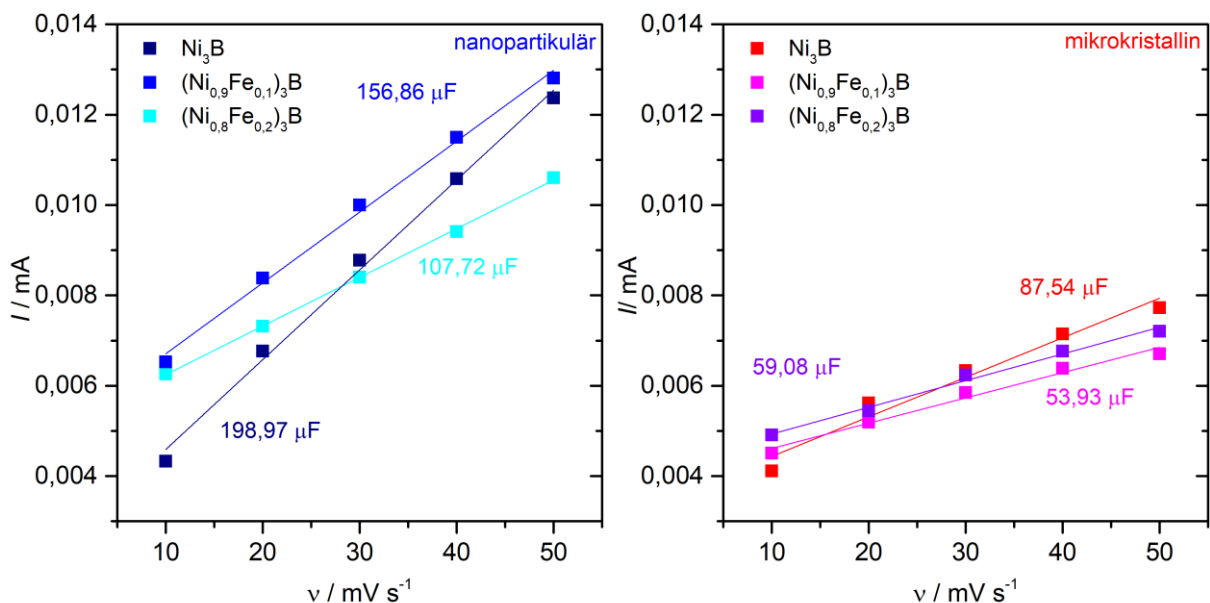 0,014
0,012
0,010
0,008
0,006
0,004
I / mA
Ni₃B
(Ni₀,₉Fe₀,₁)₃B
(Ni₀,₈Fe₀,₂)₃B
nanopartikulär
156,86 µF
107,72 µF
198,97 µF
10 20 30 40 50
ν / mV s⁻¹
0,014
0,012
0,010
0,008
0,006
0,004
I/ mA
Ni₃B
(Ni₀,₉Fe₀,₁)₃B
(Ni₀,₈Fe₀,₂)₃B
mikrokristallin
87,54 µF
59,08 µF
53,93 µF
10 20 30 40 50
ν / mV s⁻¹